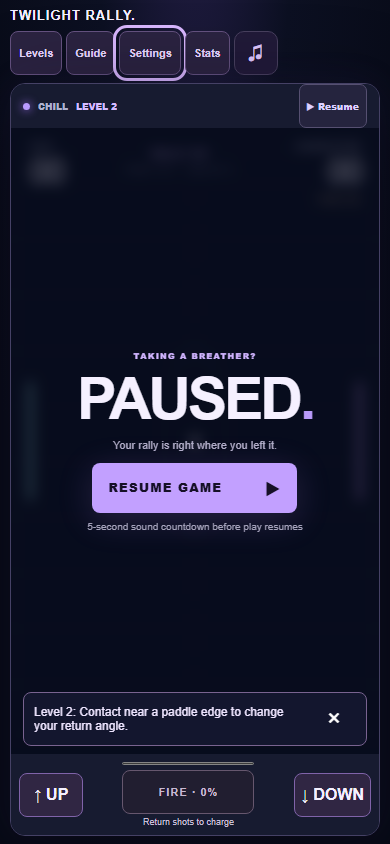 TWILIGHT RALLY.
Levels Guide Settings Stats
CHILL LEVEL 2 ▶ Resume
TAKING A BREATHER?
PAUSED.
Your rally is right where you left it.
RESUME GAME ▶
5-second sound countdown before play resumes
Level 2: Contact near a paddle edge to change
your return angle. ✕
↑ UP FIRE · 0% ↓ DOWN
Return shots to charge